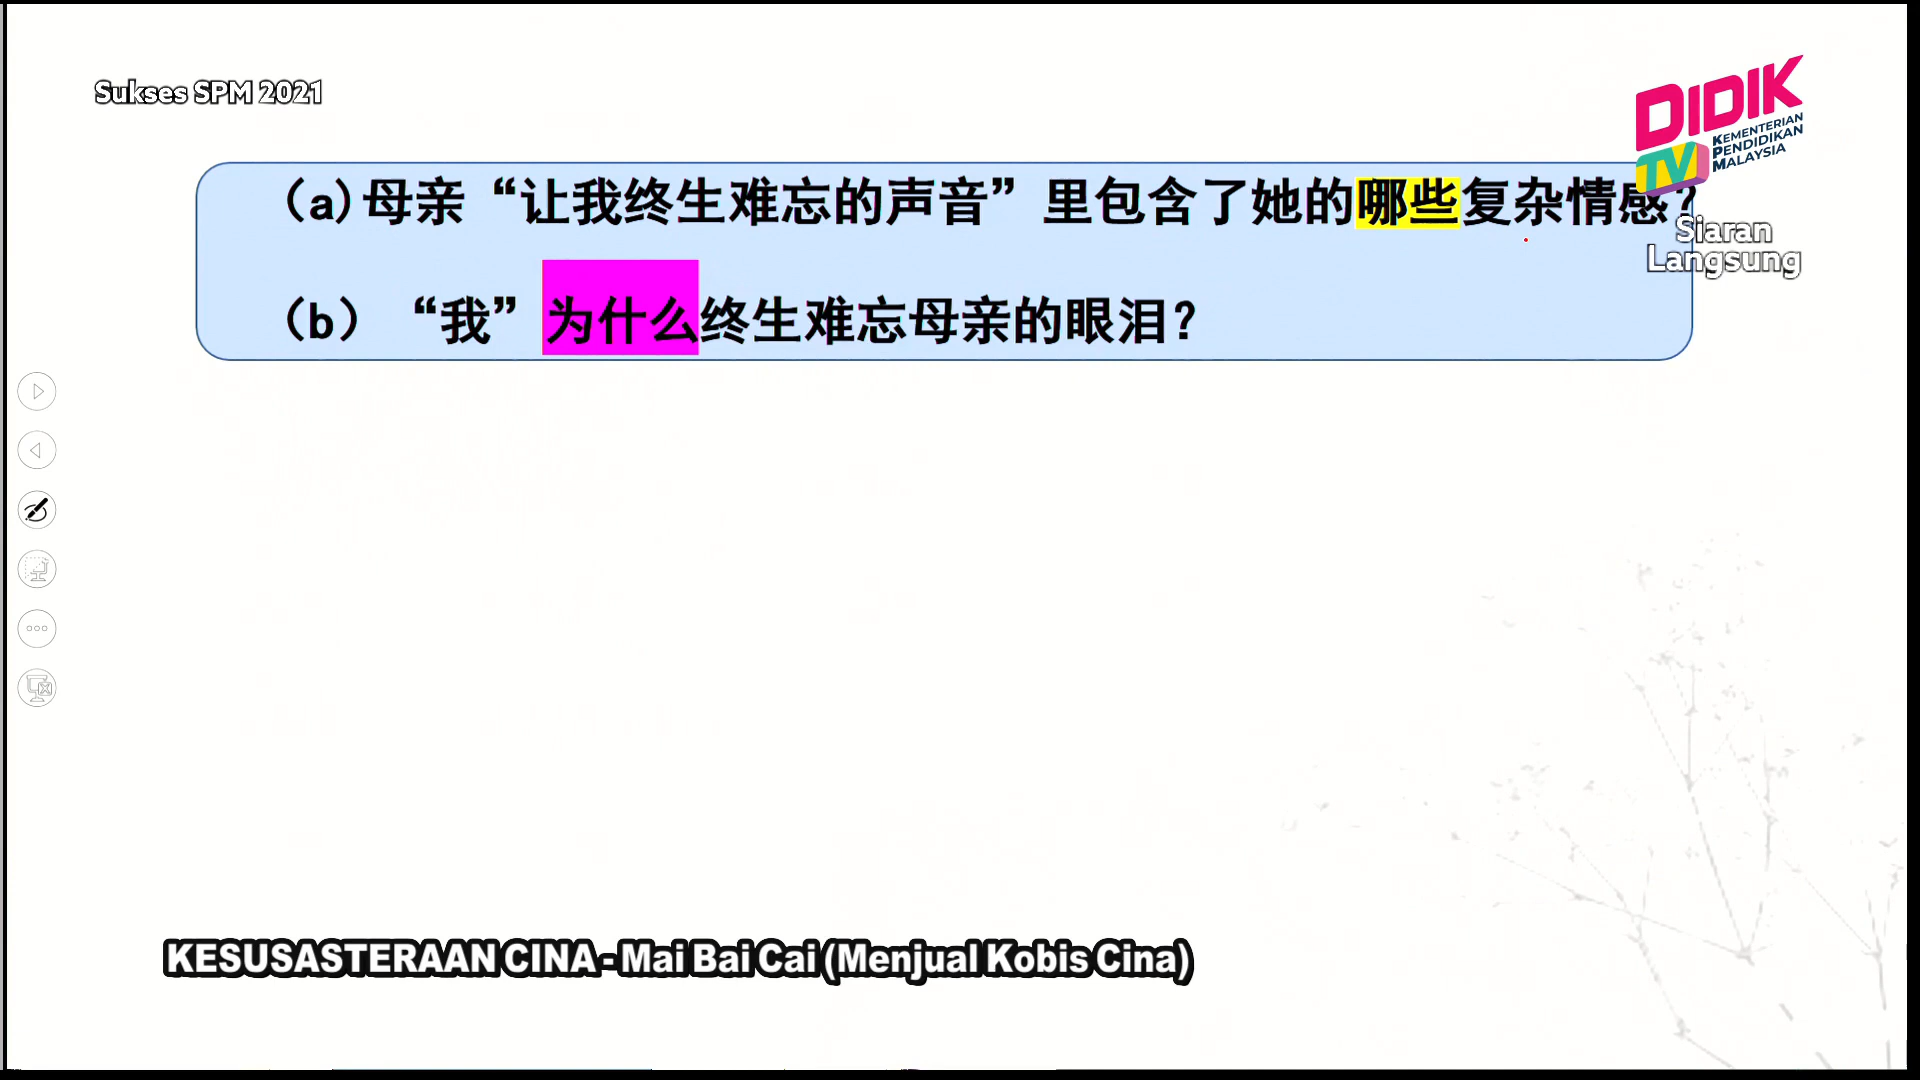 Sukses SPM 2021
DIDIK
TV
KEMENTERIAN
PENDIDIKAN
MALAYSIA
(a)母亲“让我终生难忘的声音”里包含了她的哪些复杂情感?
Siaran
Langsung
(b) “我”为什么终生难忘母亲的眼泪?
KESUSASTERAAN CINA - Mai Bai Cai (Menjual Kobis Cina)